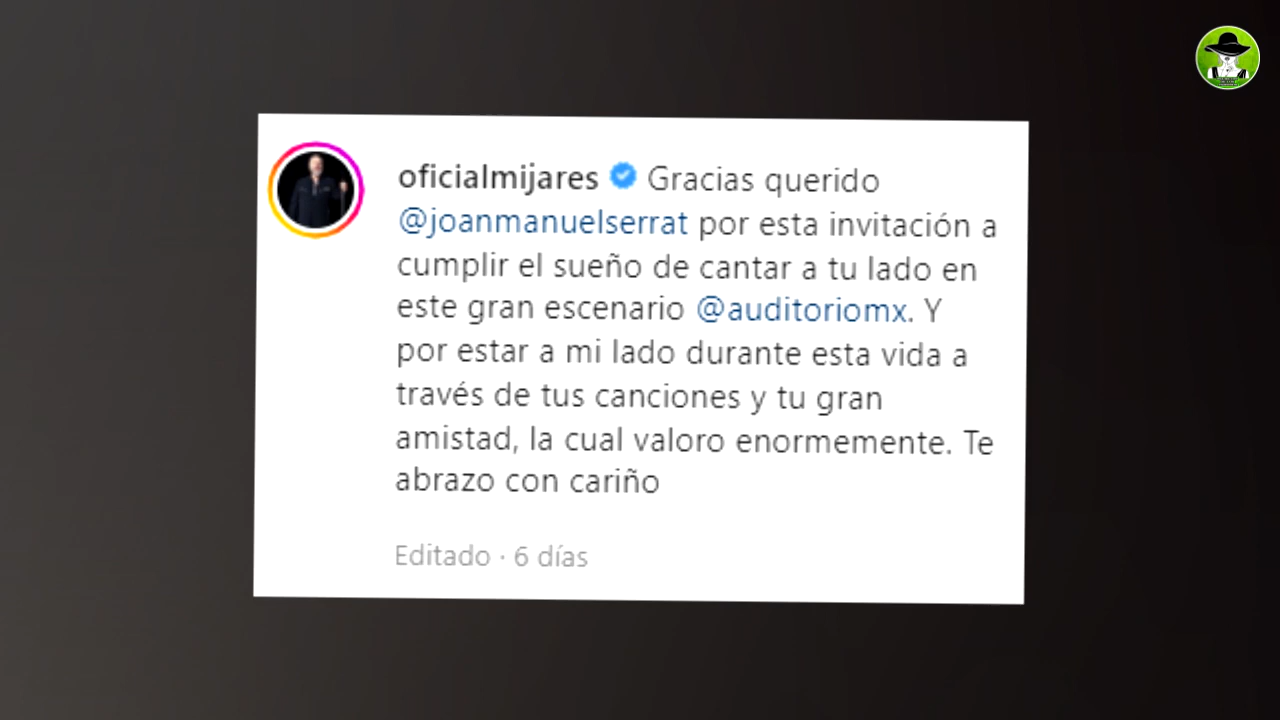 oficialmijares Gracias querido
@joanmanuelserrat por esta invitación a
cumplir el sueño de cantar a tu lado en
este gran escenario @auditoriomx. Y
por estar a mi lado durante esta vida a
través de tus canciones y tu gran
amistad, la cual valoro enormemente. Te
abrazo con cariño
Editado · 6 días